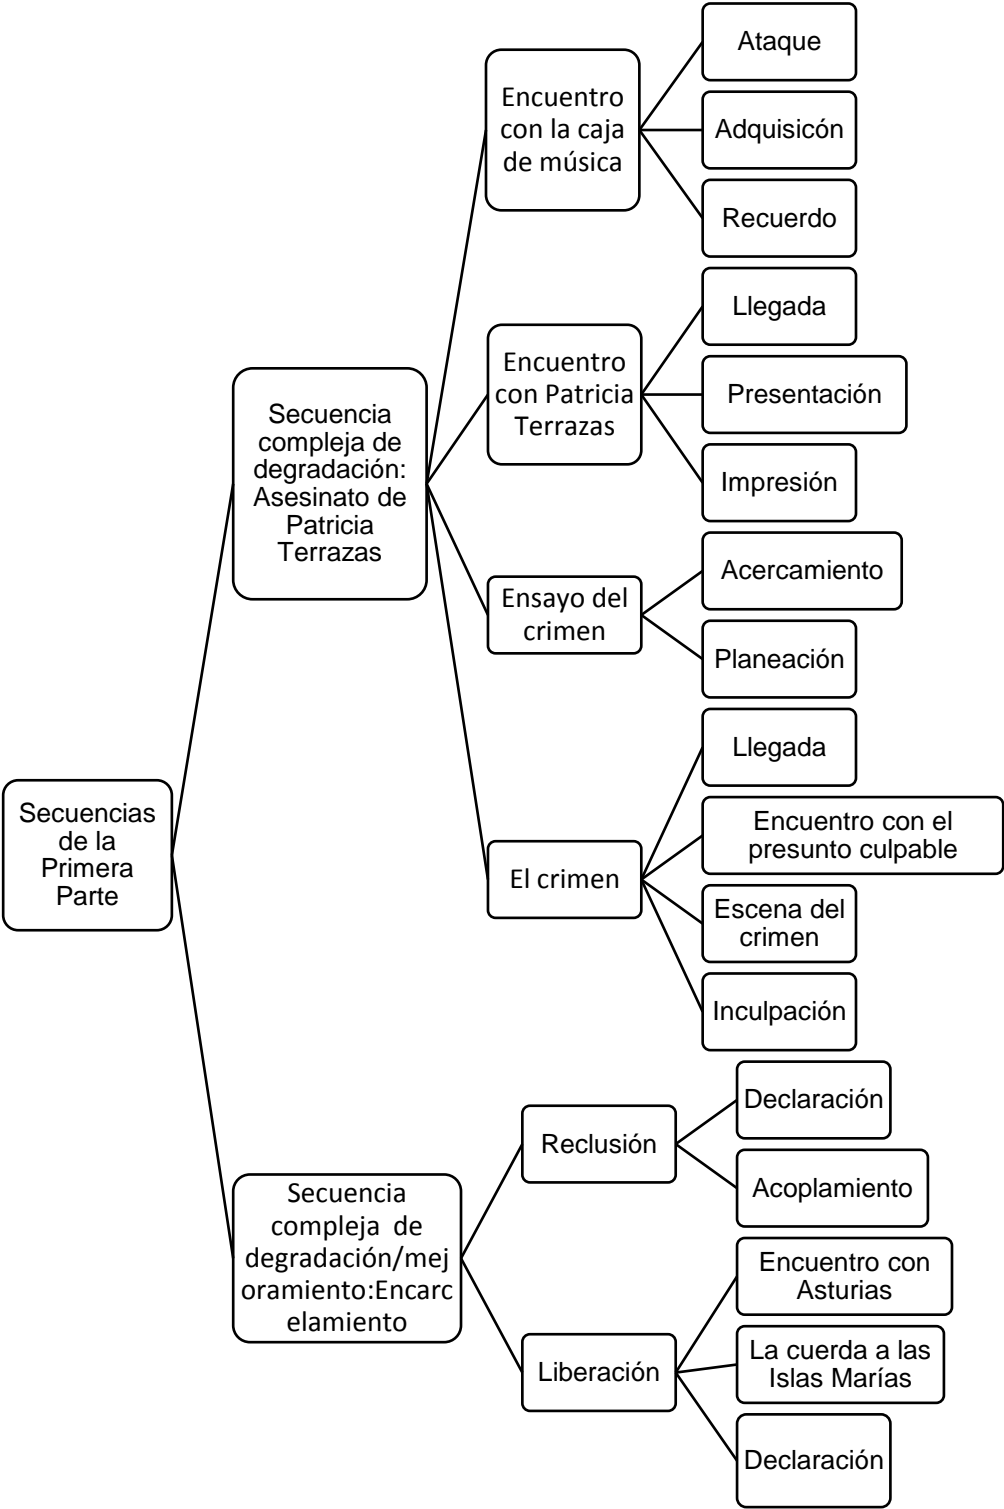 Secuencias
de la
Primera
Parte
Secuencia
compleja de
degradación:
Asesinato de
Patricia
Terrazas
Encuentro
con la caja
de música
Ataque
Adquisicón
Recuerdo
Encuentro
con Patricia
Terrazas
Llegada
Presentación
Impresión
Ensayo del
crimen
Acercamiento
Planeación
El crimen
Llegada
Encuentro con el
presunto culpable
Escena del
crimen
Inculpación
Secuencia
compleja de
degradación/mej
oramiento:Encarc
elamiento
Reclusión
Declaración
Acoplamiento
Liberación
Encuentro con
Asturias
La cuerda a las
Islas Marías
Declaración